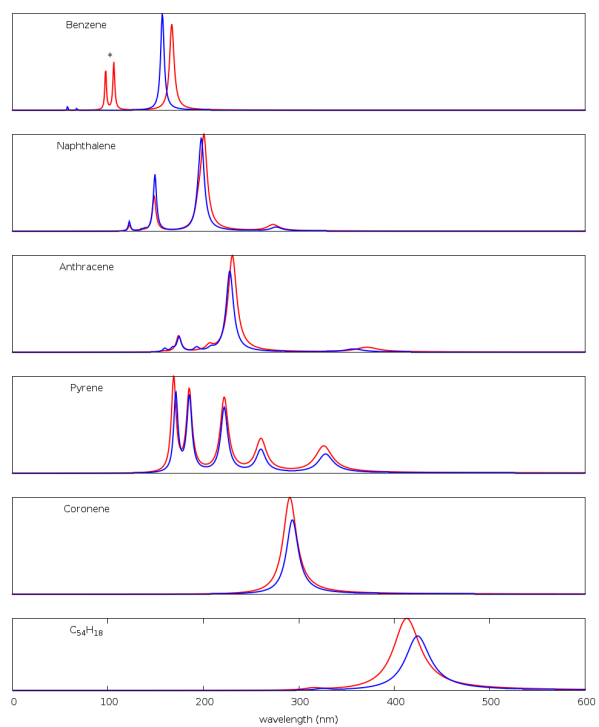 Benzene
*
Naphthalene
Anthracene
Pyrene
Coronene
C₅₄H₁₈
0 100 200 300 400 500 600
wavelength (nm)